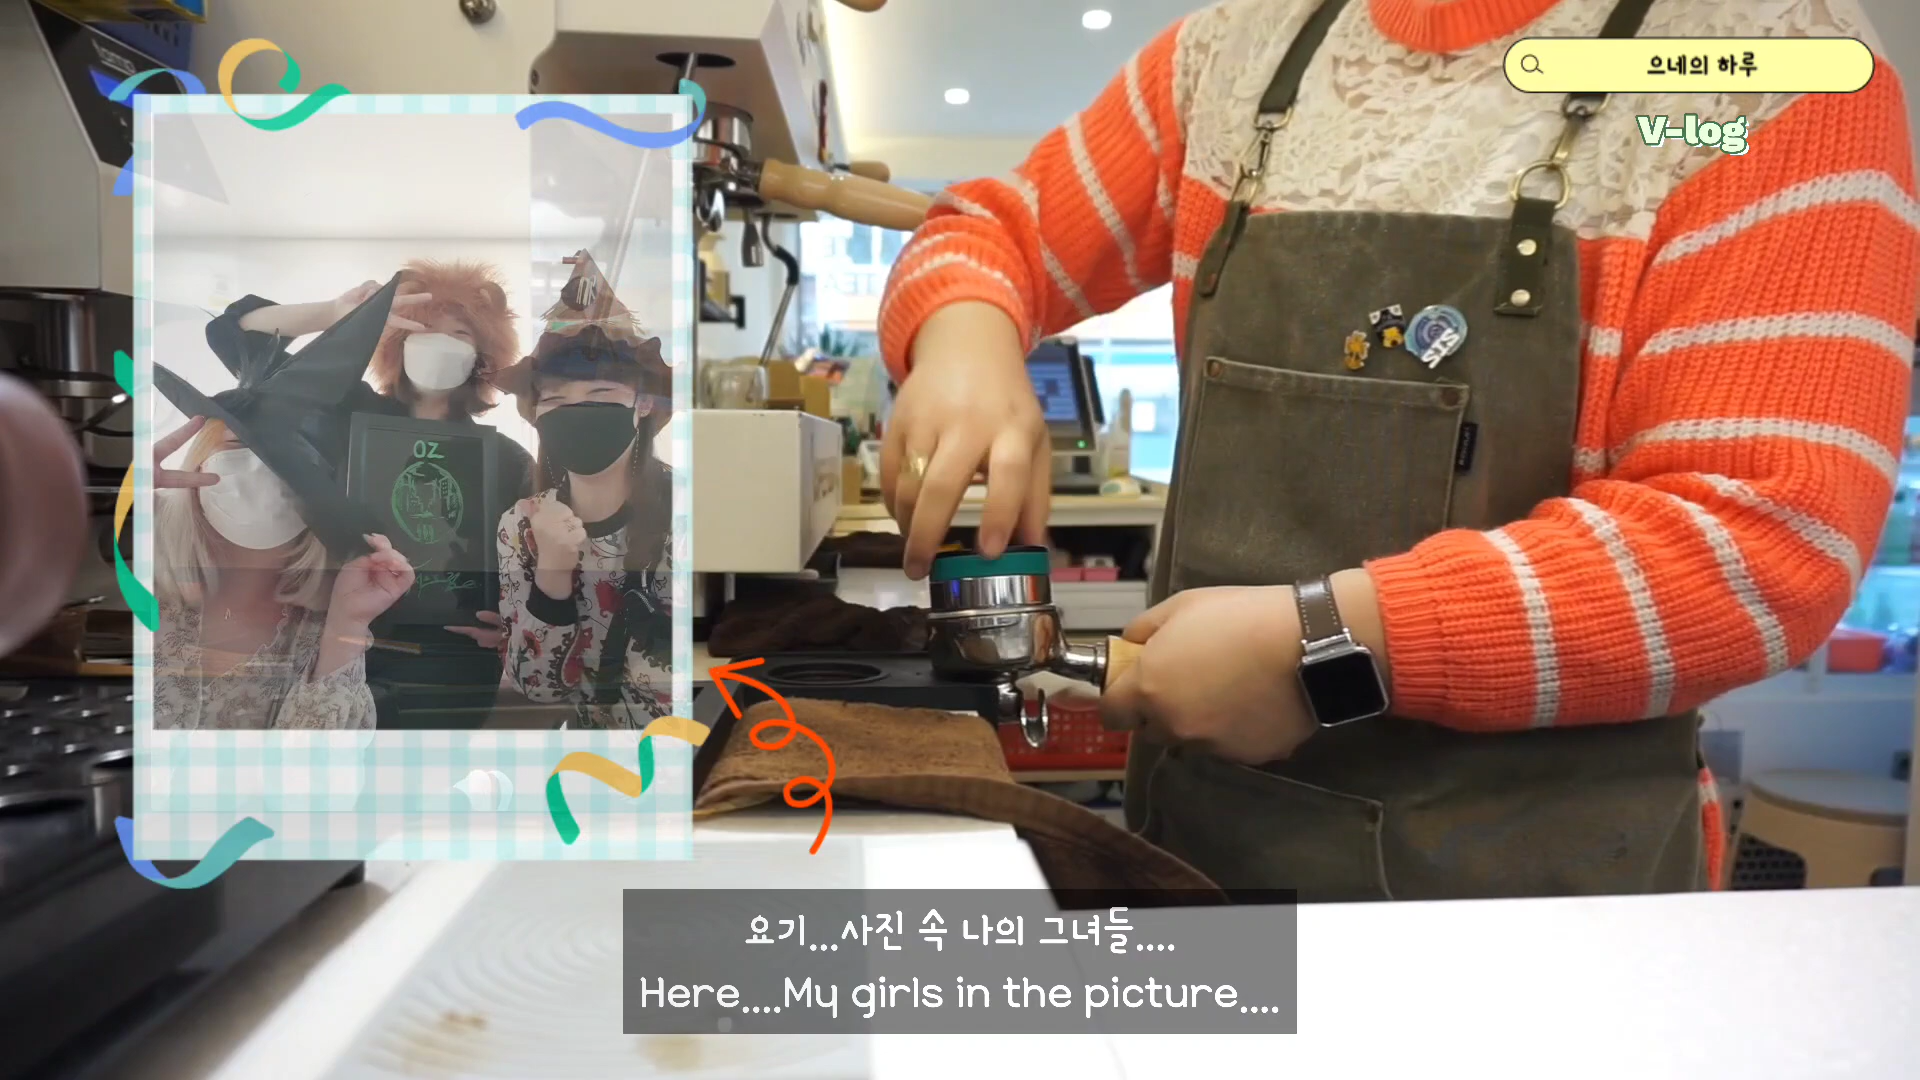 으네의 하루
V-log
OZ
STS
요기...사진 속 나의 그녀들....
Here....My girls in the picture....